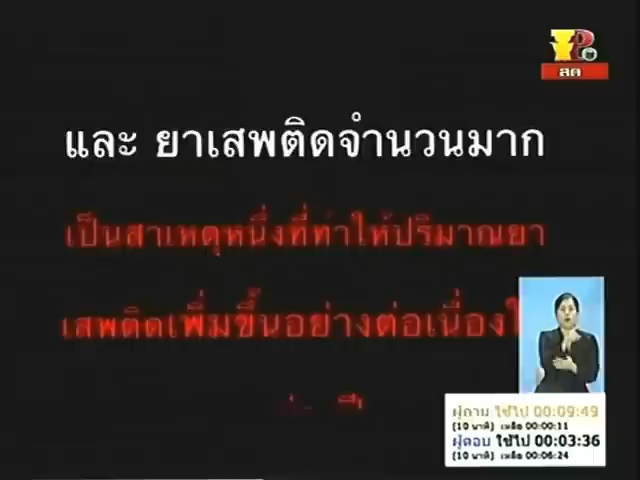 สด
และ ยาเสพติดจำนวนมาก
เป็นสาเหตุหนึ่งที่ทำให้ปริมาณยา
เสพติดเพิ่มขึ้นอย่างต่อเนื่อง
ผู้ถาม ใช้ไป 00:09:49
(10 นาที) เหลือ 00:00:11
ผู้ตอบ ใช้ไป 00:03:36
(10 นาที) เหลือ 00:06:24